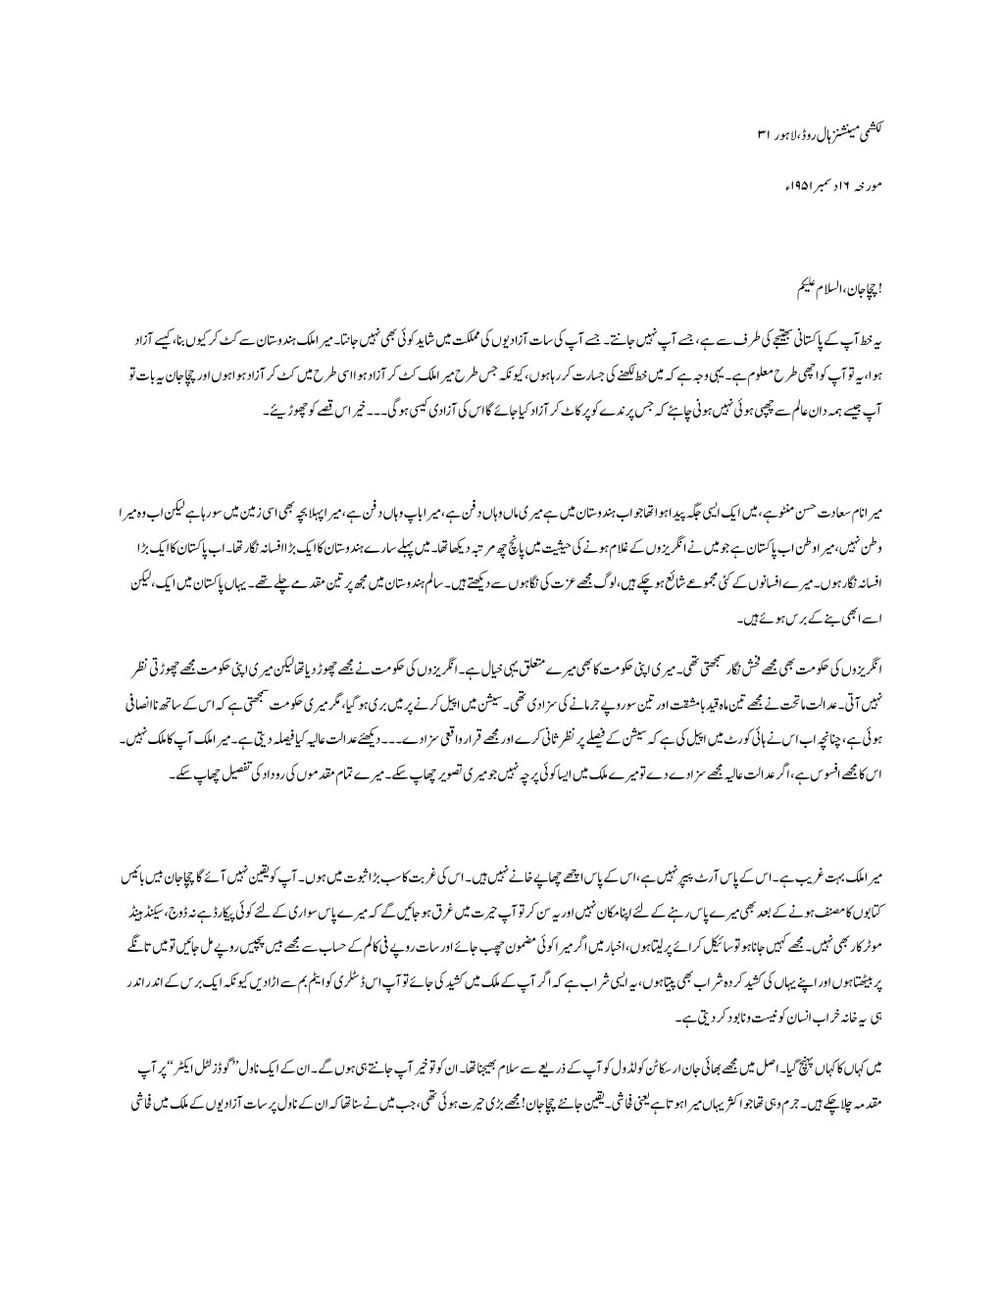 لکشمی مینشنز ہال روڈ، لاہور ۳۱
مورخہ ۱۶ دسمبر ۱۹۵۱ء
! چچا جان، السلام علیکم
یہ خط آپ کے پاکستانی بھتیجے کی طرف سے ہے، جسے آپ نہیں جانتے۔ جسے آپ کی سات آزادیوں کی مملکت میں شاید کوئی بھی نہیں جانتا۔ میرا ملک ہندوستان سے کٹ کر کیوں بنا، کیسے آزاد
ہوا، یہ تو آپ کو اچھی طرح معلوم ہے۔ یہی وجہ ہے کہ میں خط لکھنے کی جسارت کر رہا ہوں، کیونکہ جس طرح میرا ملک کٹ کر آزاد ہوا اسی طرح میں کٹ کر آزاد ہوا ہوں اور چچا جان یہ بات تو
آپ جیسے ہمہ دان عالم سے چھپی ہوئی نہیں ہونی چاہئے کہ جس پرندے کو پر کاٹ کر آزاد کیا جائے گا اس کی آزادی کیسی ہوگی۔۔۔ خیر اس قصے کو چھوڑیئے۔
میرا نام سعادت حسن منٹو ہے، میں ایک ایسی جگہ پیدا ہوا تھا جو اب ہندوستان میں ہے میری ماں وہاں دفن ہے، میرا باپ وہاں دفن ہے، میرا پہلا بچہ بھی اسی زمین میں سو رہا ہے لیکن اب وہ میرا
وطن نہیں، میرا وطن اب پاکستان ہے جو میں نے انگریزوں کے غلام ہونے کی حیثیت میں پانچ چھ مرتبہ دیکھا تھا۔ میں پہلے سارے ہندوستان کا ایک بڑا افسانہ نگار تھا۔ اب پاکستان کا ایک بڑا
افسانہ نگار ہوں۔ میرے افسانوں کے کئی مجموعے شائع ہو چکے ہیں، لوگ مجھے عزت کی نگاہوں سے دیکھتے ہیں۔ سالم ہندوستان میں مجھ پر تین مقدمے چلے تھے۔ یہاں پاکستان میں ایک، لیکن
اسے ابھی بنے کے برس ہوئے ہیں۔
انگریزوں کی حکومت بھی مجھے فحش نگار سمجھتی تھی۔ میری اپنی حکومت کا بھی میرے متعلق یہی خیال ہے۔ انگریزوں کی حکومت نے مجھے چھوڑ دیا تھا لیکن میری اپنی حکومت مجھے چھوڑتی نظر
نہیں آتی۔ عدالت ماتحت نے مجھے تین ماہ قید با مشقت اور تین سو روپے جرمانے کی سزا دی تھی۔ سیشن میں اپیل کرنے پر میں بری ہو گیا، مگر میری حکومت سمجھتی ہے کہ اس کے ساتھ ناانصافی
ہوئی ہے، چنانچہ اب اس نے ہائی کورٹ میں اپیل کی ہے کہ سیشن کے فیصلے پر نظر ثانی کرے اور مجھے قرار واقعی سزا دے۔۔۔ دیکھئے عدالت عالیہ کیا فیصلہ دیتی ہے۔ میرا ملک آپ کا ملک نہیں۔
اس کا مجھے افسوس ہے، اگر عدالت عالیہ مجھے سزا دے دے تو میرے ملک میں ایسا کوئی پرچہ نہیں جو میری تصویر چھاپ سکے۔ میرے تمام مقدموں کی روداد کی تفصیل چھاپ سکے۔
میرا ملک بہت غریب ہے۔ اس کے پاس آرٹ پیپر نہیں ہے، اس کے پاس اچھے چھاپے خانے نہیں ہیں۔ اس کی غربت کا سب بڑا ثبوت میں ہوں۔ آپ کو یقین نہیں آئے گا چچا جان بیس بائیس
کتابوں کا مصنف ہونے کے بعد بھی میرے پاس رہنے کے لئے اپنا مکان نہیں اور یہ سن کر تو آپ حیرت میں غرق ہو جائیں گے کہ میرے پاس سواری کے لئے کوئی پیکارڈ ہے نہ ڈوج، سیکنڈ ہینڈ
موٹر کار بھی نہیں۔ مجھے کہیں جانا ہو تو سائیکل کرائے پر لیتا ہوں، اخبار میں اگر میرا کوئی مضمون چھپ جائے اور سات روپے فی کالم کے حساب سے مجھے بیس پچیس روپے مل جائیں تو میں تانگے
پر بیٹھتا ہوں اور اپنے یہاں کی کشید کردہ شراب بھی پیتا ہوں، یہ ایسی شراب ہے کہ اگر آپ کے ملک میں کشید کی جائے تو آپ اس ڈسٹلری کو ایٹم بم سے اڑا دیں کیونکہ ایک برس کے اندر اندر
ہی یہ خانہ خراب انسان کو نیست و نابود کر دیتی ہے۔
میں کہاں کا کہاں پہنچ گیا۔ اصل میں مجھے بھائی جان ارسکائن کولڈول کو آپ کے ذریعے سے سلام بھیجنا تھا۔ ان کو تو خیر آپ جانتے ہی ہوں گے۔ ان کے ایک ناول ”گوڈز لٹل ایکٹر“ پر آپ
مقدمہ چلا چکے ہیں۔ جرم وہی تھا جو اکثر یہاں میرا ہوتا ہے یعنی فحاشی۔ یقین جانئے چچا جان! مجھے بڑی حیرت ہوئی تھی، جب میں نے سنا تھا کہ ان کے ناول پر سات آزادیوں کے ملک میں فحاشی